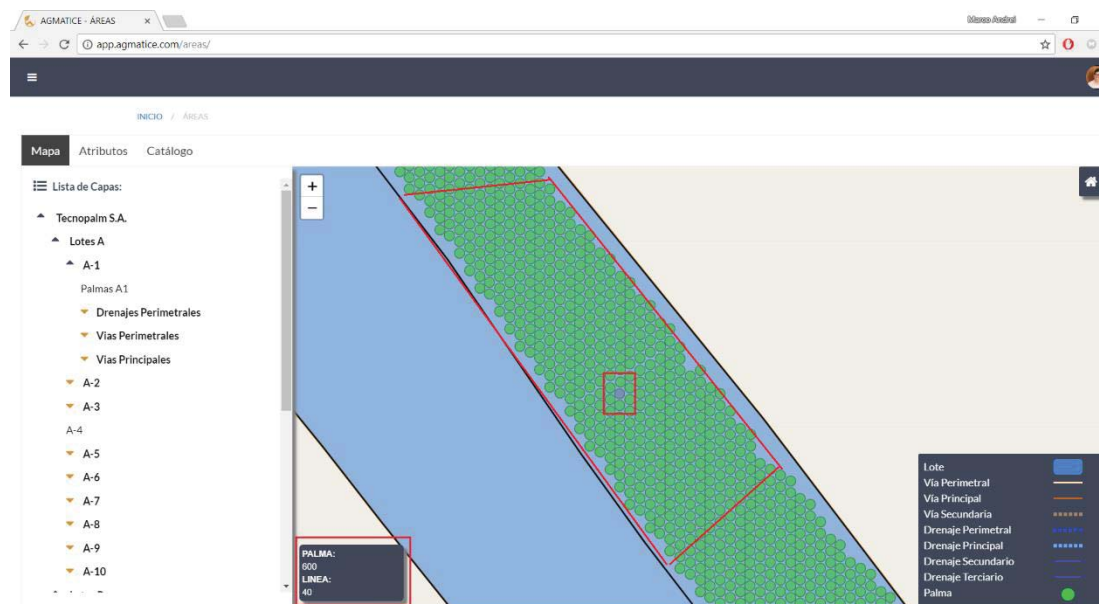 AGMATICE - ÁREAS
Marco Andrei
app.agmatice.com/areas/
INICIO / ÁREAS
Mapa Atributos Catálogo
Lista de Capas:
Tecnopalm S.A.
Lotes A
A-1
Palmas A1
Drenajes Perimetrales
Vias Perimetrales
Vias Principales
A-2
A-3
A-4
A-5
A-6
A-7
A-8
A-9
A-10
+
−
PALMA:
600
LINEA:
40
Lote
Vía Perimetral
Vía Principal
Vía Secundaria
Drenaje Perimetral
Drenaje Principal
Drenaje Secundario
Drenaje Terciario
Palma